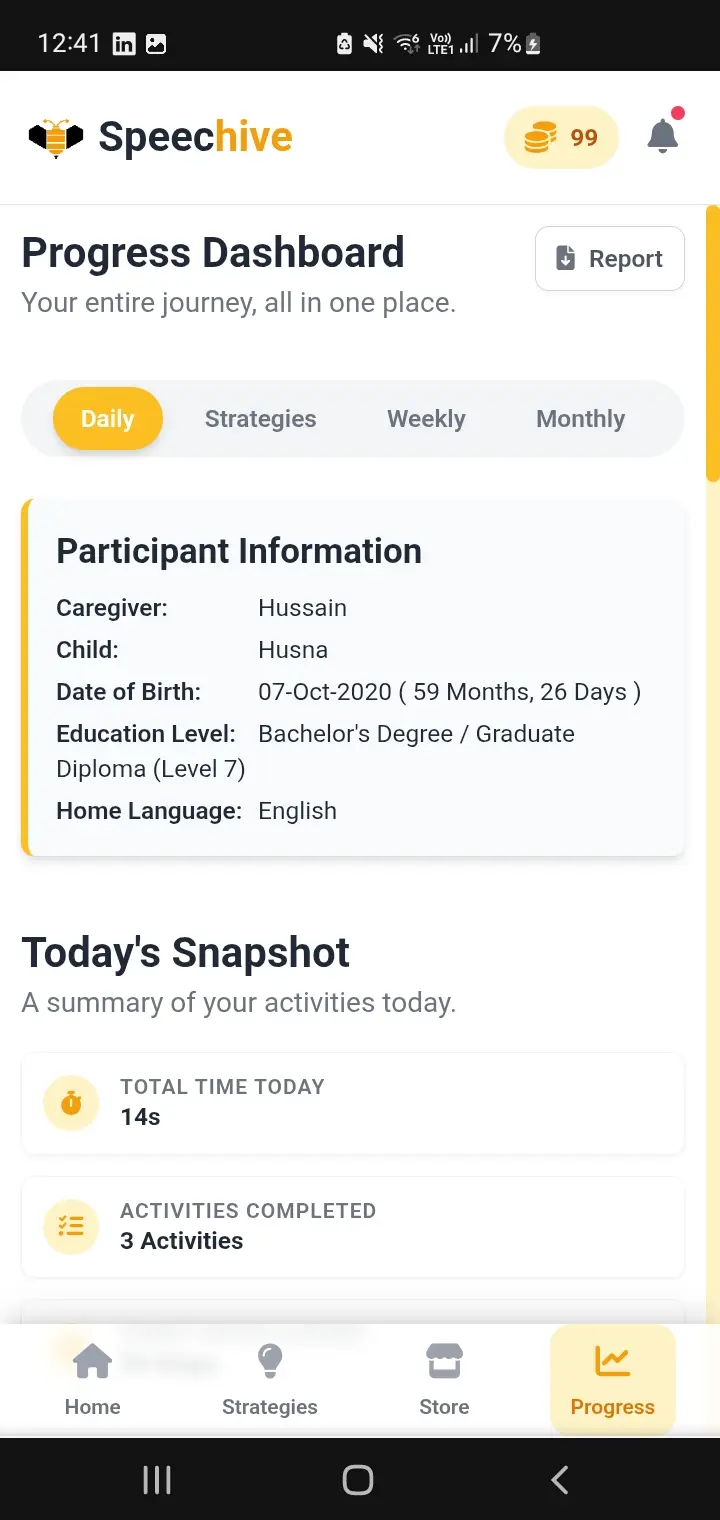 12:41
Vo)) LTE1
6
7%
Speechive
99
Progress Dashboard
Report
Your entire journey, all in one place.
Daily
Strategies
Weekly
Monthly
Participant Information
Caregiver: Hussain
Child: Husna
Date of Birth: 07-Oct-2020 ( 59 Months, 26 Days )
Education Level: Bachelor's Degree / Graduate
Diploma (Level 7)
Home Language: English
Today's Snapshot
A summary of your activities today.
TOTAL TIME TODAY
14s
ACTIVITIES COMPLETED
3 Activities
Home
Strategies
Store
Progress